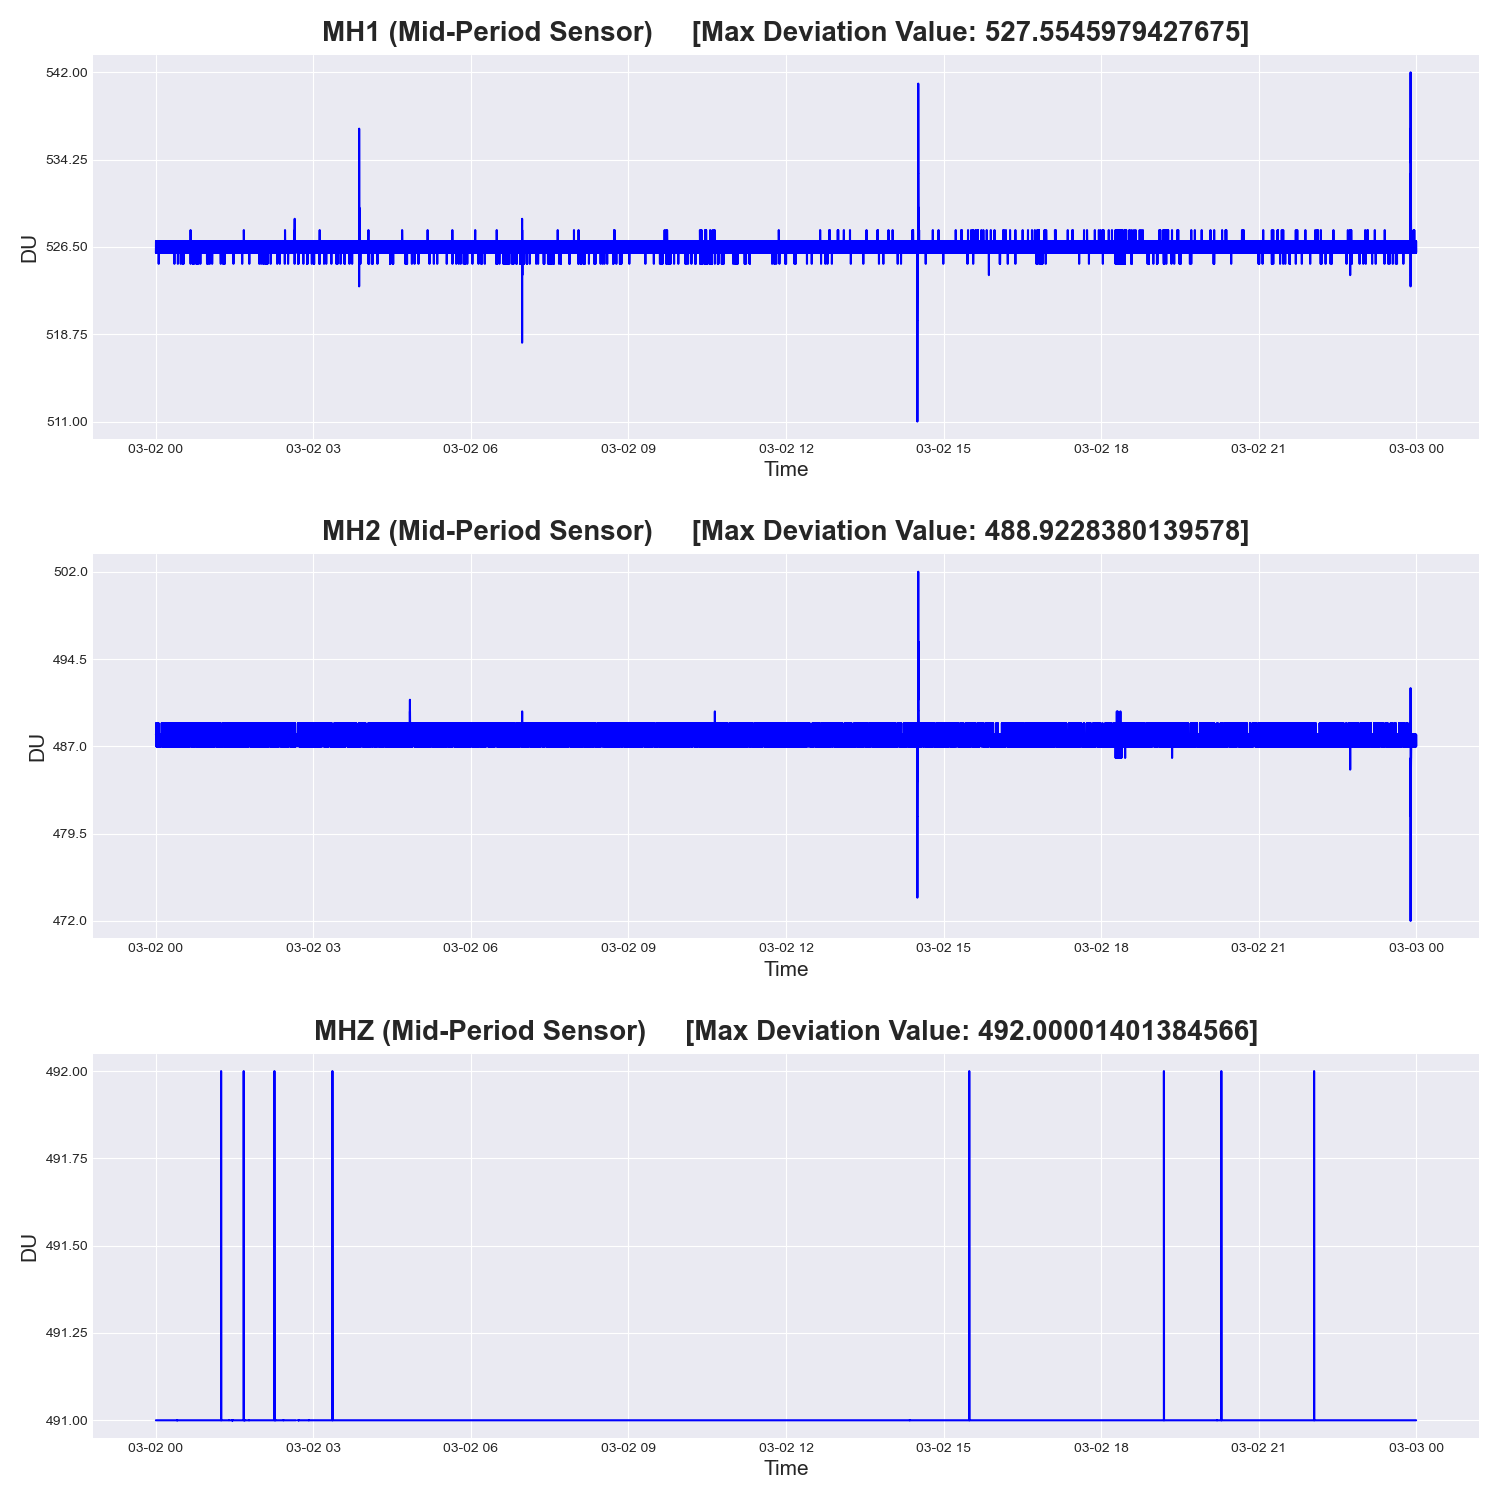 MH1 (Mid-Period Sensor) [Max Deviation Value: 527.5545979427675]
542.00
534.25
526.50
518.75
511.00
DU
03-02 00 03-02 03 03-02 06 03-02 09 03-02 12 03-02 15 03-02 18 03-02 21 03-03 00
Time
MH2 (Mid-Period Sensor) [Max Deviation Value: 488.9228380139578]
502.0
494.5
487.0
479.5
472.0
DU
03-02 00 03-02 03 03-02 06 03-02 09 03-02 12 03-02 15 03-02 18 03-02 21 03-03 00
Time
MHZ (Mid-Period Sensor) [Max Deviation Value: 492.00001401384566]
492.00
491.75
491.50
491.25
491.00
DU
03-02 00 03-02 03 03-02 06 03-02 09 03-02 12 03-02 15 03-02 18 03-02 21 03-03 00
Time